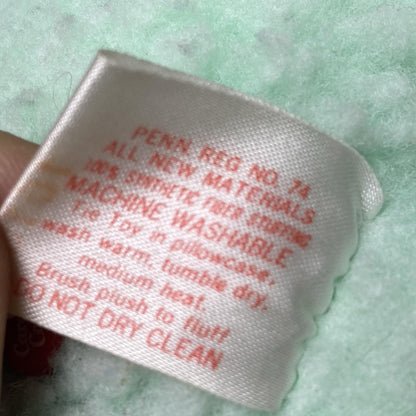 PENN. REG NO. 74
ALL NEW MATERIALS
100% SYNTHETIC FIBER STUFFING
MACHINE WASHABLE
Tie Toy in pillowcase,
wash warm, tumble dry,
medium heat.
Brush plush to fluff
DO NOT DRY CLEAN